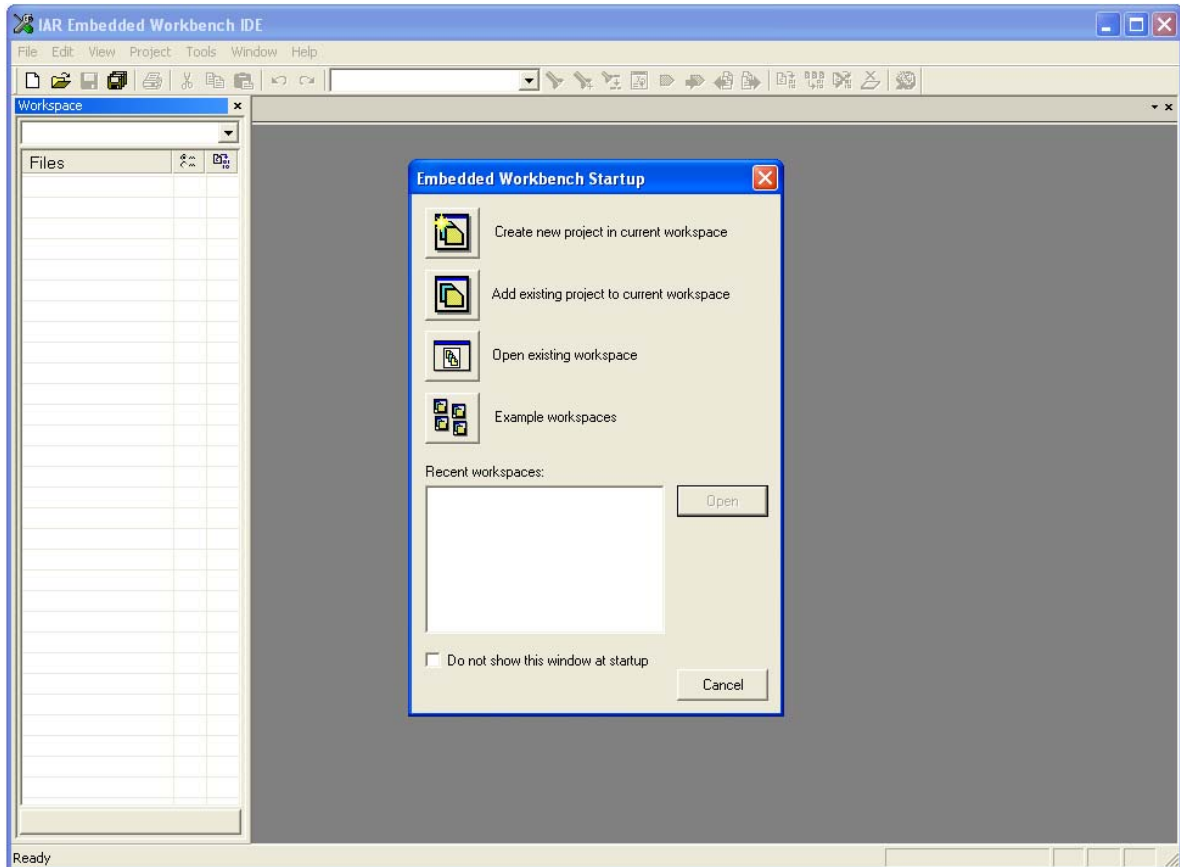 IAR Embedded Workbench IDE
File Edit View Project Tools Window Help
Workspace
Files
Embedded Workbench Startup
Create new project in current workspace
Add existing project to current workspace
Open existing workspace
Example workspaces
Recent workspaces:
Open
Do not show this window at startup
Cancel
Ready